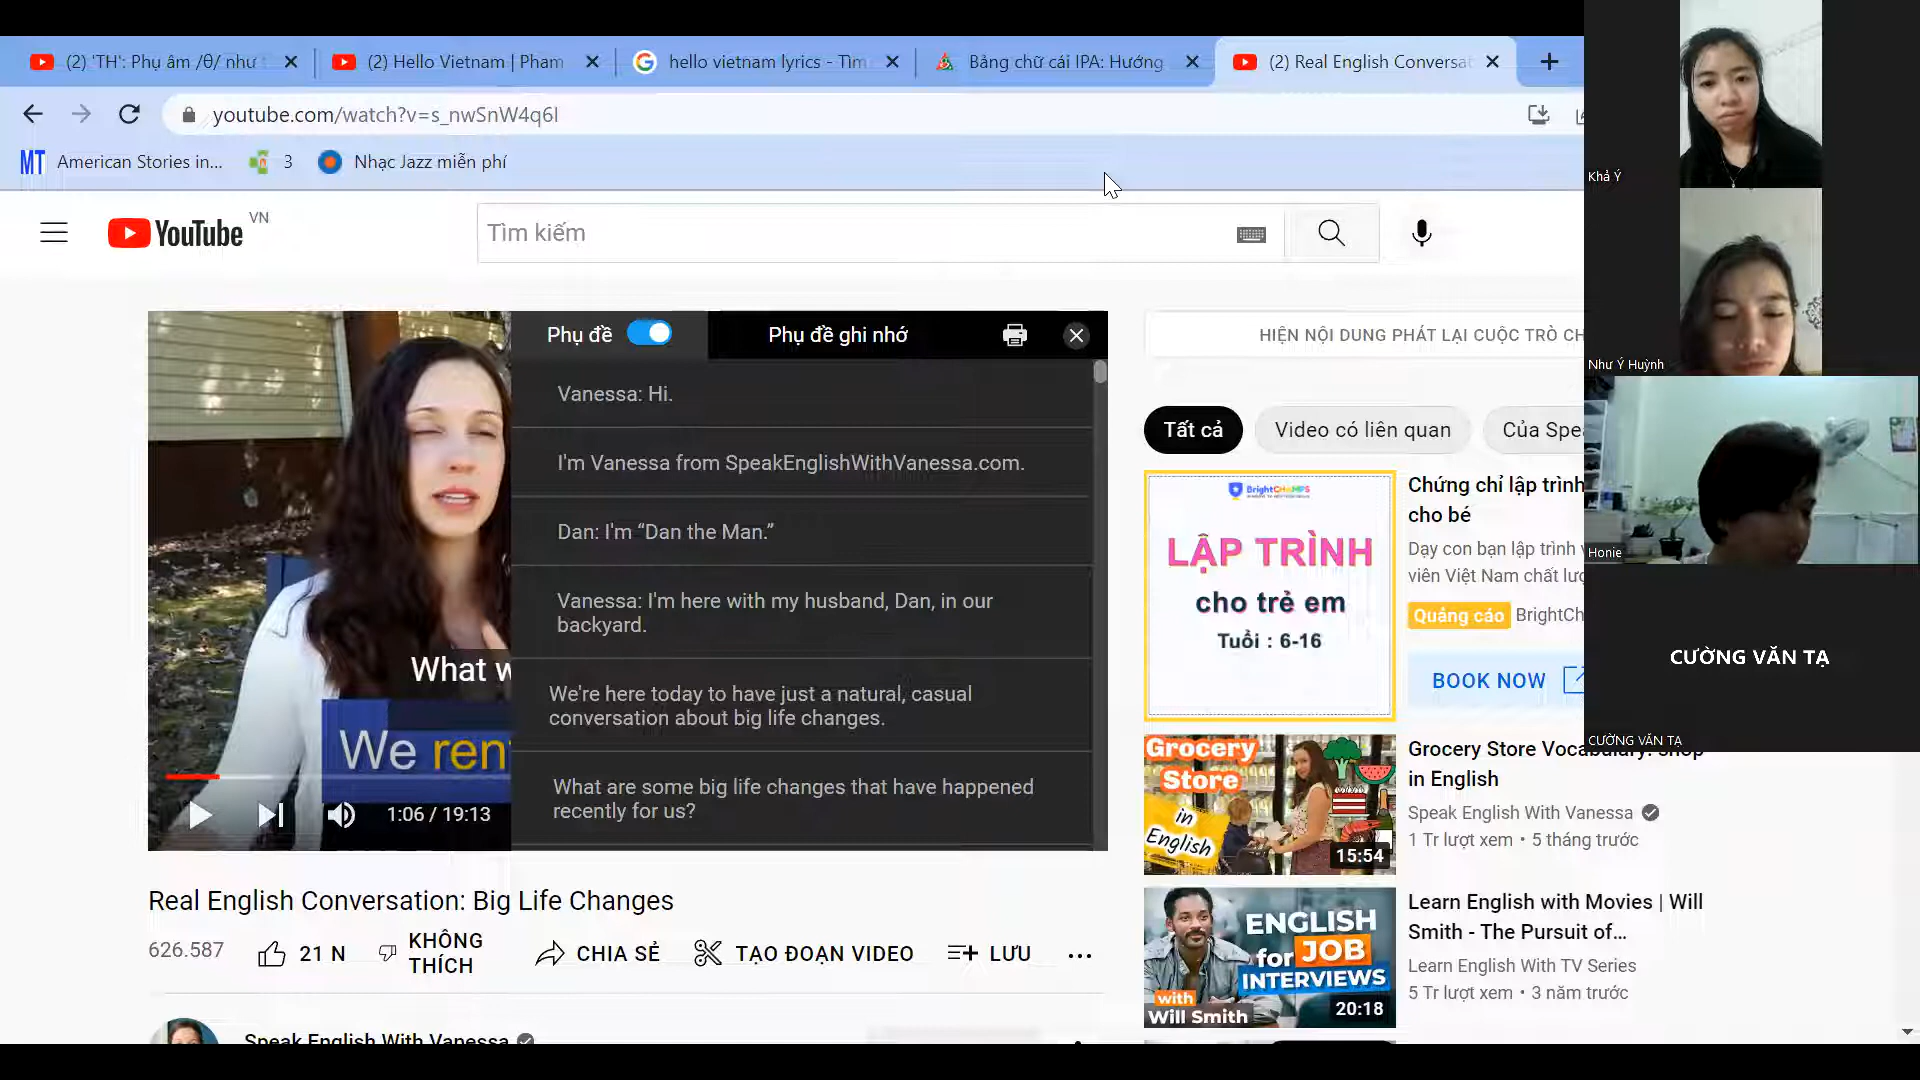 (2) 'TH': Phụ âm /θ/ như
(2) Hello Vietnam | Pham
hello vietnam lyrics - Tìm
Bảng chữ cái IPA: Hướng
(2) Real English Conversat
youtube.com/watch?v=s_nwSnW4q6I
MT American Stories in...
3
Nhạc Jazz miễn phí
YouTube VN
Tìm kiếm
Phụ đề
Phụ đề ghi nhớ
Vanessa: Hi.
I'm Vanessa from SpeakEnglishWithVanessa.com.
Dan: I'm “Dan the Man.”
Vanessa: I'm here with my husband, Dan, in our
backyard.
We're here today to have just a natural, casual
conversation about big life changes.
What are some big life changes that have happened
recently for us?
What w
We ren
1:06 / 19:13
Real English Conversation: Big Life Changes
626.587
21 N
KHÔNG
THÍCH
CHIA SẺ
TẠO ĐOẠN VIDEO
LƯU
Speak English With Vanessa
HIỆN NỘI DUNG PHÁT LẠI CUỘC TRÒ CH
Tất cả
Video có liên quan
Của Spe
BrightCHAMPS
LẬP TRÌNH
cho trẻ em
Tuổi : 6-16
Chứng chỉ lập trình
cho bé
Dạy con bạn lập trình
viên Việt Nam chất lượ
Quảng cáo BrightCh
BOOK NOW
Grocery
Store
in
English
15:54
Grocery Store Vocabulary: shop
in English
Speak English With Vanessa
1 Tr lượt xem • 5 tháng trước
ENGLISH
for JOB
INTERVIEWS
with
Will Smith
20:18
Learn English with Movies | Will
Smith - The Pursuit of...
Learn English With TV Series
5 Tr lượt xem • 3 năm trước
Khả Ý
Như Ý Huỳnh
Honie
CƯỜNG VĂN TẠ
CƯỜNG VĂN TẠ